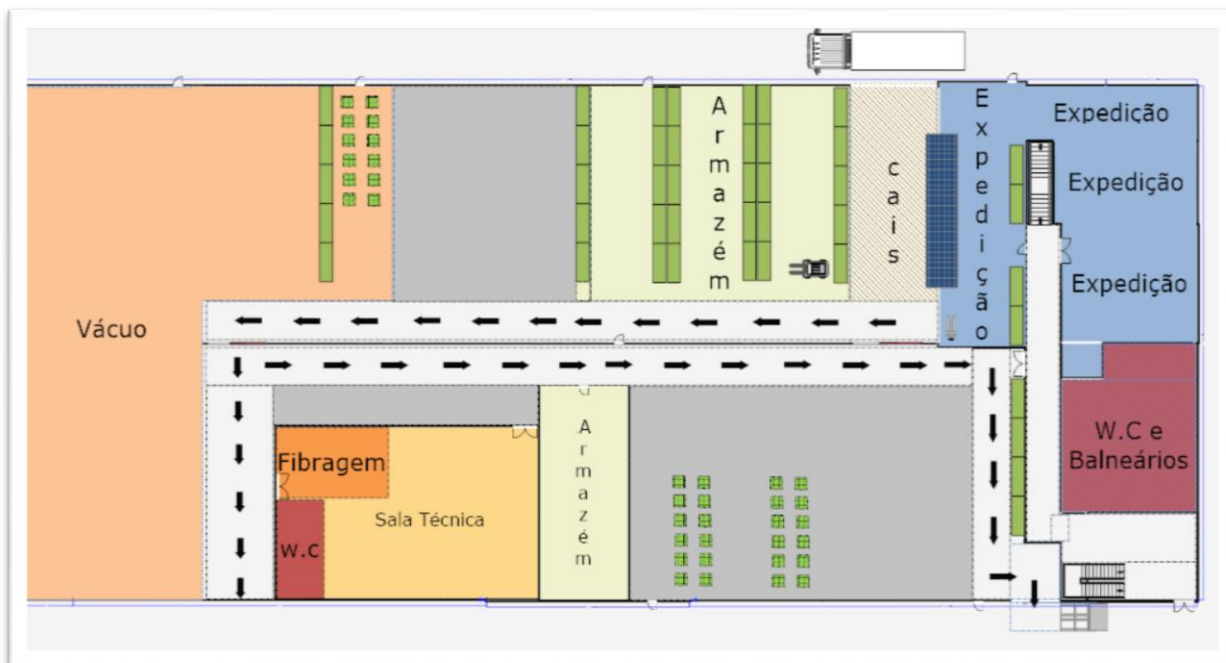 Armazém
Expedição
Expedição
cais
Expedição
Expedição
Vácuo
Fibragem
Sala Técnica
W.C
Armazém
W.C e
Balneários